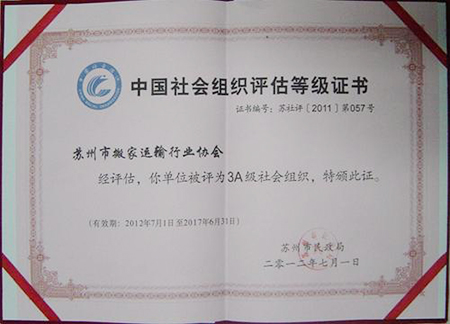 中国社会组织评估等级证书
证书编号：苏社评〔2011〕第057号
苏州市搬家运输行业协会
经评估，你单位被评为3A级社会组织，特颁此证。
（有效期：2012年7月1日至2017年6月31日）
苏州市民政局
二〇一二年七月一日